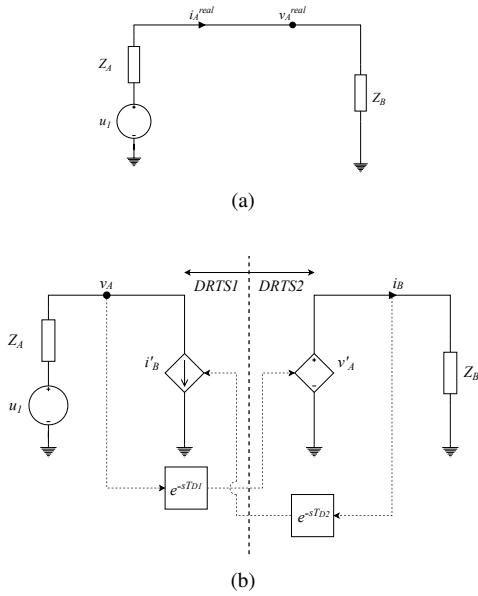 i_A^real v_A^real
Z_A
Z_B
u_1
+
-
(a)
DRTS1 DRTS2
v_A
i_B
Z_A
i'_B
v'_A
Z_B
+
-
+
-
u_1
e^-sT_D1
e^-sT_D2
(b)